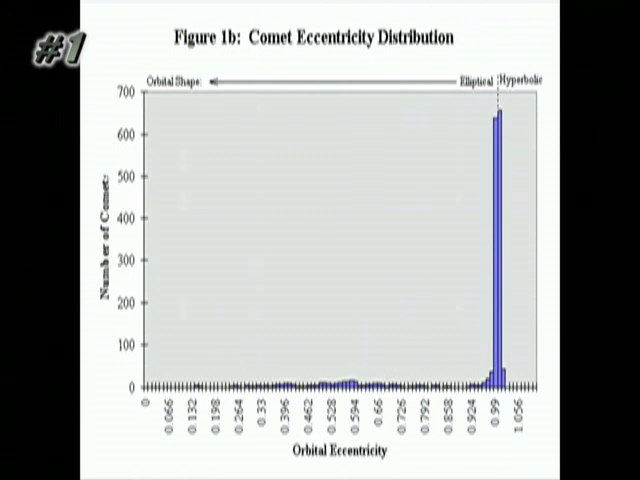 #1
Figure 1b: Comet Eccentricity Distribution
Orbital Shape: Elliptical Hyperbolic
700
600
500
400
300
200
100
0
Number of Comets
0 0.066 0.132 0.198 0.264 0.33 0.396 0.462 0.528 0.594 0.66 0.726 0.792 0.858 0.924 0.99 1.056
Orbital Eccentricity